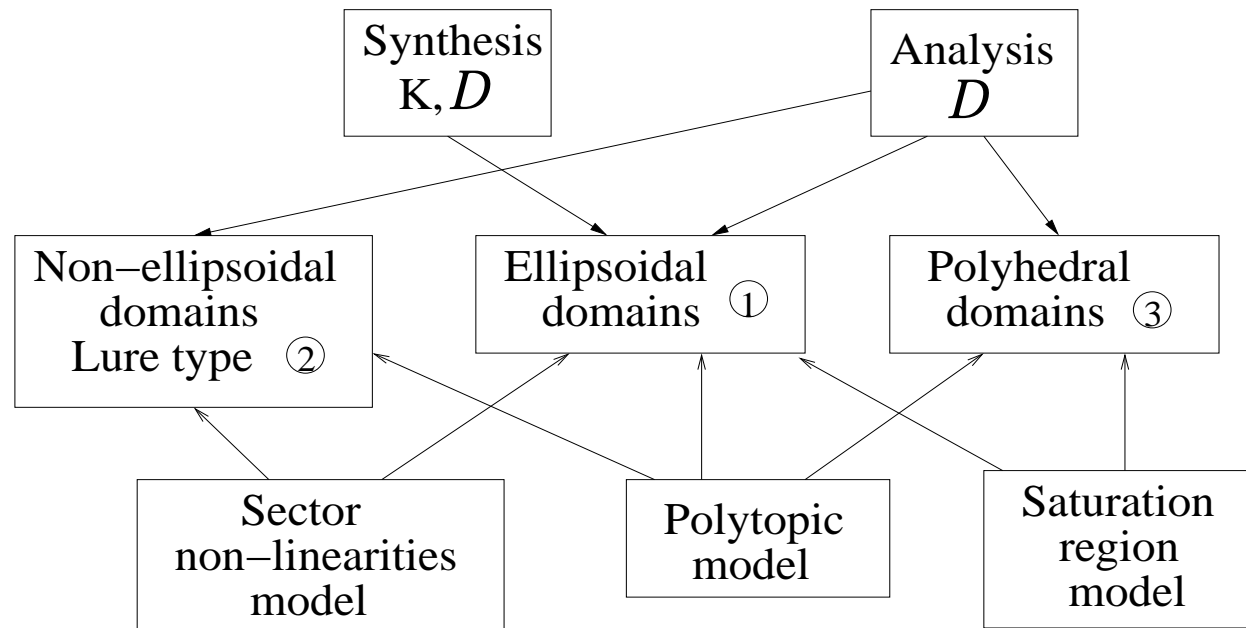 Synthesis
K, D
Analysis
D
Non−ellipsoidal
domains
Lure type ②
Ellipsoidal
domains ①
Polyhedral
domains ③
Sector
non−linearities
model
Polytopic
model
Saturation
region
model